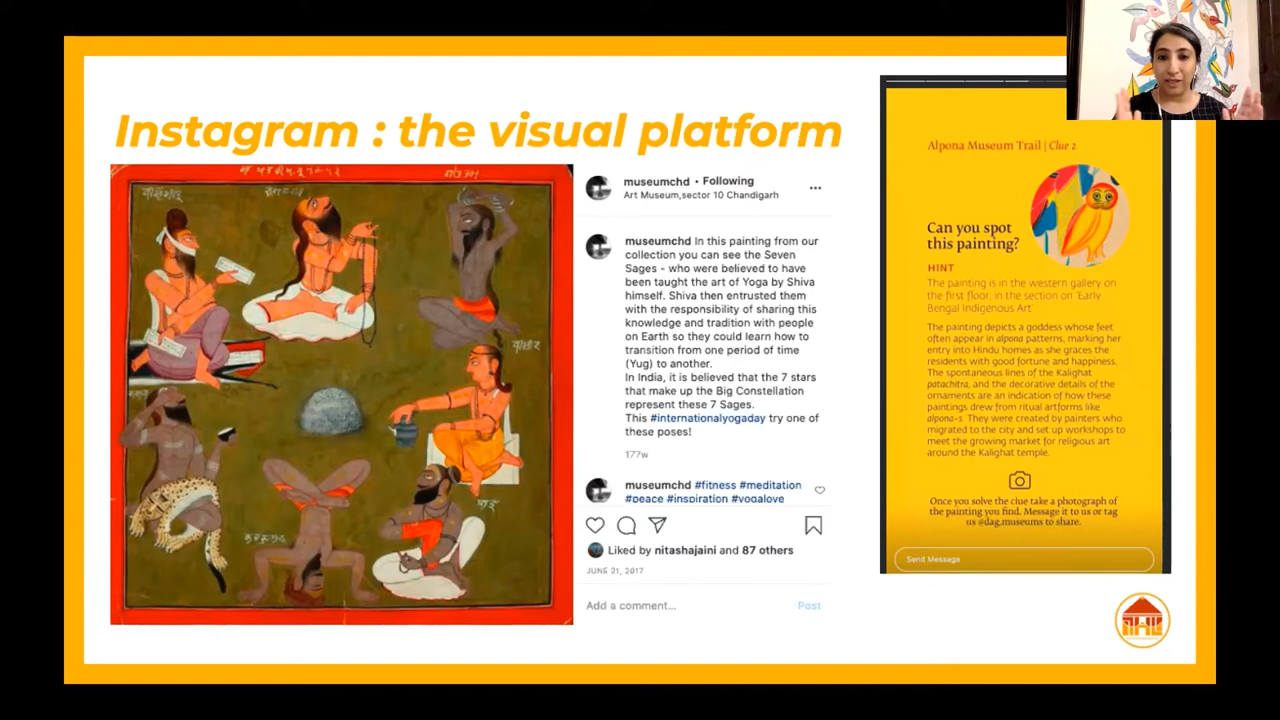 Instagram : the visual platform
museumchd • Following
Art Museum,sector 10 Chandigarh
museumchd In this painting from our
collection you can see the Seven
Sages - who were believed to have
been taught the art of Yoga by Shiva
himself. Shiva then entrusted them
with the responsibility of sharing this
knowledge and tradition with people
on Earth so they could learn how to
transition from one period of time
(Yug) to another.
In India, it is believed that the 7 stars
that make up the Big Constellation
represent these 7 Sages.
This #internationalyogaday try one of
these poses!
177w
museumchd #fitness #meditation
#peace #inspiration #yogalove
Liked by nitashajaini and 87 others
JUNE 21, 2017
Add a comment... Post
Alpona Museum Trail | Clue 2
Can you spot
this painting?
HINT
The painting is in the western gallery on
the first floor, in the section on 'Early
Bengal Indigenous Art'
The painting depicts a goddess whose feet
often appear in alpona patterns, marking her
entry into Hindu homes as she graces the
residents with good fortune and happiness.
The spontaneous lines of the Kalighat
patachitra, and the decorative details of the
ornaments are an indication of how these
paintings drew from ritual artforms like
alpona-s. They were created by painters who
migrated to the city and set up workshops to
meet the growing market for religious art
around the Kalighat temple.
Once you solve the clue take a photograph of
the painting you find. Message it to us or tag
us @dag.museums to share.
Send Message